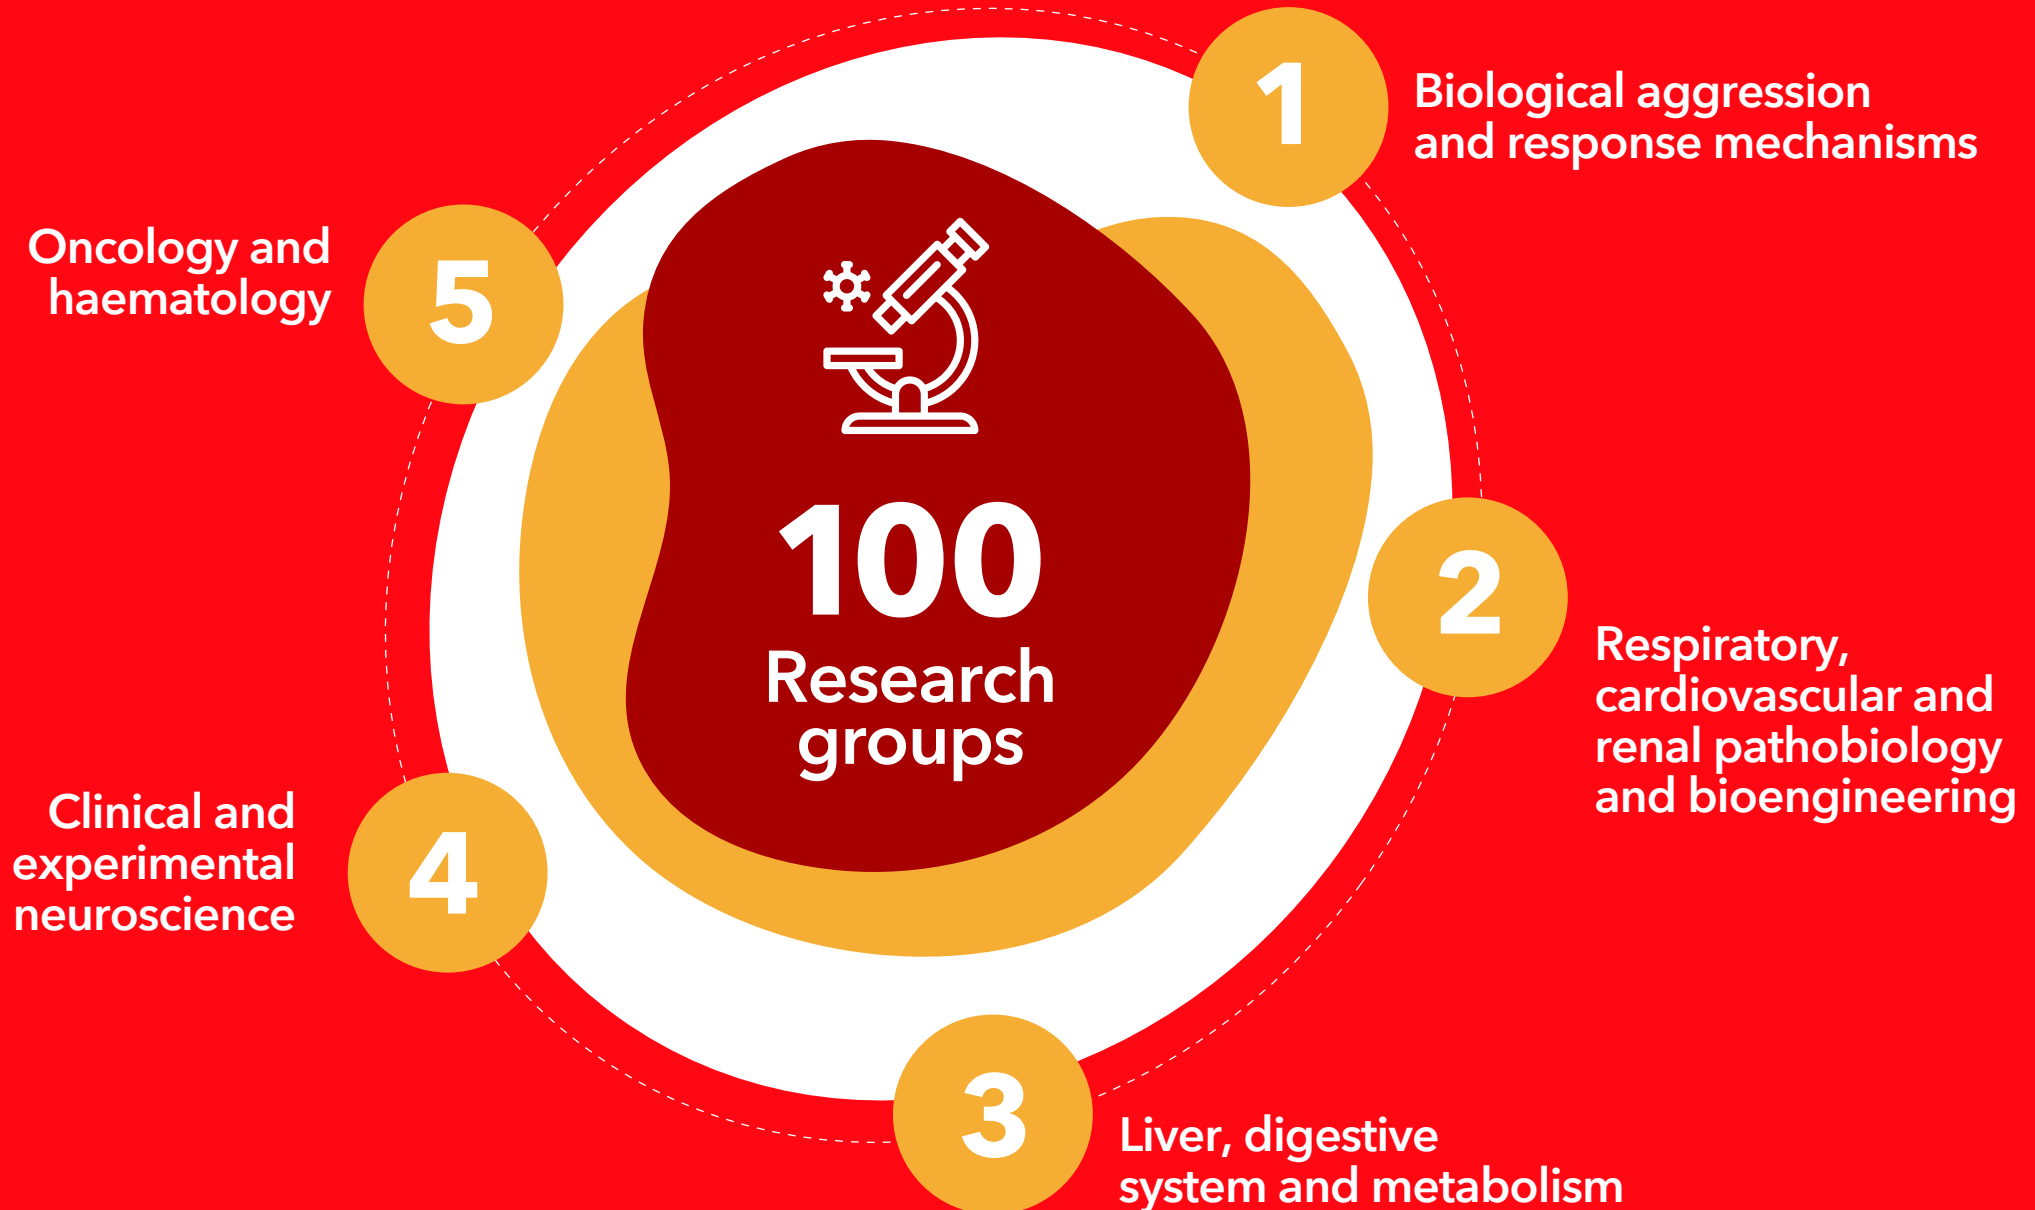 1
Biological aggression
and response mechanisms
2
Respiratory,
cardiovascular and
renal pathobiology
and bioengineering
3
Liver, digestive
system and metabolism
4
Clinical and
experimental
neuroscience
5
Oncology and
haematology
100
Research
groups